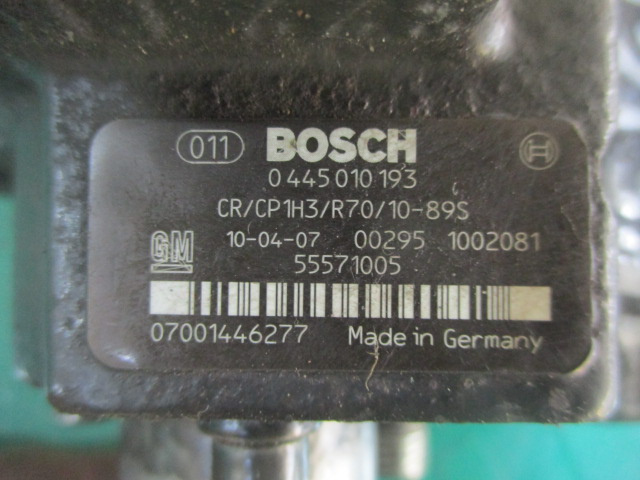 011 BOSCH
0 445 010 193
CR/CP1H3/R70/10-89S
GM 10-04-07 00295 1002081
55571005
07001446277 Made in Germany